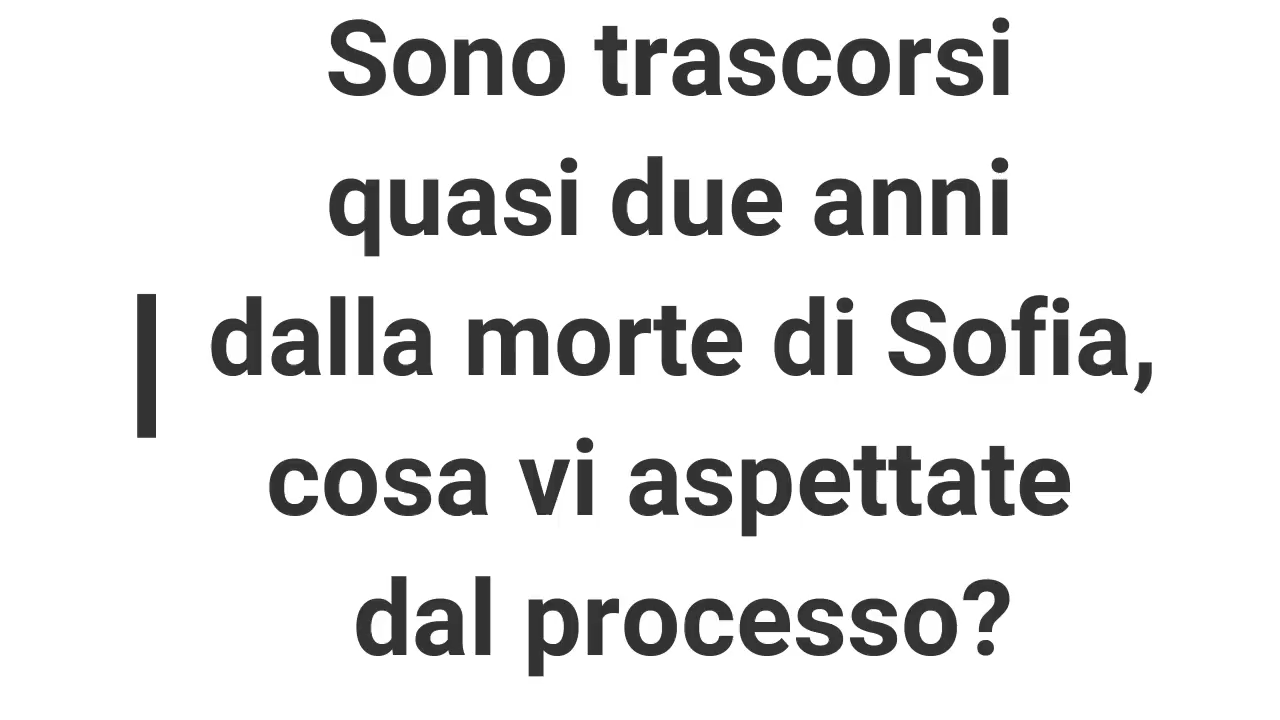 Sono trascorsi
quasi due anni
dalla morte di Sofia,
cosa vi aspettate
dal processo?